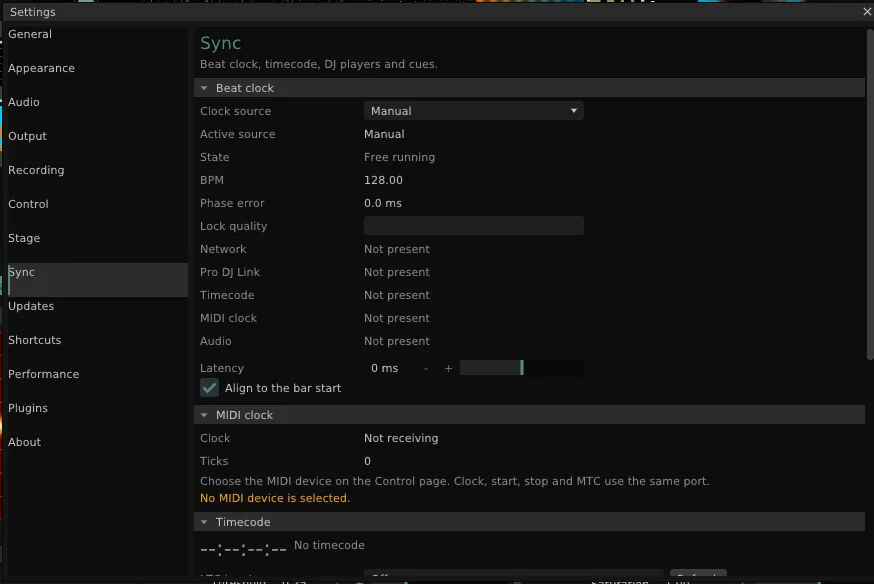 Settings
General
Appearance
Audio
Output
Recording
Control
Stage
Sync
Updates
Shortcuts
Performance
Plugins
About
Sync
Beat clock, timecode, DJ players and cues.
Beat clock
Clock source Manual
Active source Manual
State Free running
BPM 128.00
Phase error 0.0 ms
Lock quality
Network Not present
Pro DJ Link Not present
Timecode Not present
MIDI clock Not present
Audio Not present
Latency 0 ms - +
Align to the bar start
MIDI clock
Clock Not receiving
Ticks 0
Choose the MIDI device on the Control page. Clock, start, stop and MTC use the same port.
No MIDI device is selected.
Timecode
--:--:--:-- No timecode